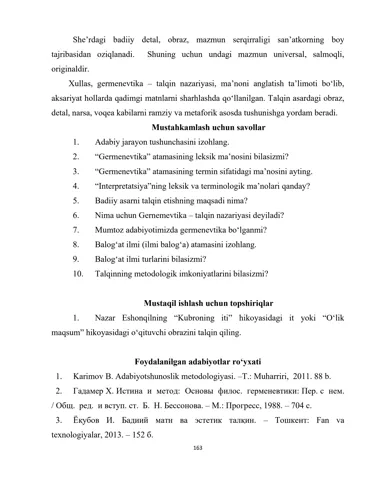 She’rdagi badiiy detal, obraz, mazmun serqirraligi san’atkorning boy
tajribasidan oziqlanadi. Shuning uchun undagi mazmun universal, salmoqli,
originaldir.
Xullas, germenevtika – talqin nazariyasi, ma’noni anglatish ta’limoti bo‘lib,
aksariyat hollarda qadimgi matnlarni sharhlashda qo‘llanilgan. Talqin asardagi obraz,
detal, narsa, voqea kabilarni ramziy va metaforik asosda tushunishga yordam beradi.
Mustahkamlash uchun savollar
1. Adabiy jarayon tushunchasini izohlang.
2. “Germenevtika” atamasining leksik ma’nosini bilasizmi?
3. “Germenevtika” atamasining termin sifatidagi ma’nosini ayting.
4. “Interpretatsiya”ning leksik va terminologik ma’nolari qanday?
5. Badiiy asarni talqin etishning maqsadi nima?
6. Nima uchun Gernemevtika – talqin nazariyasi deyiladi?
7. Mumtoz adabiyotimizda germenevtika bo‘lganmi?
8. Balog‘at ilmi (ilmi balog‘a) atamasini izohlang.
9. Balog‘at ilmi turlarini bilasizmi?
10. Talqinning metodologik imkoniyatlarini bilasizmi?
Mustaqil ishlash uchun topshiriqlar
1. Nazar Eshonqilning “Kubroning iti” hikoyasidagi it yoki “O‘lik
maqsum” hikoyasidagi o‘qituvchi obrazini talqin qiling.
Foydalanilgan adabiyotlar ro‘yxati
1. Karimov B. Adabiyotshunoslik metodologiyasi. –T.: Muharriri, 2011. 88 b.
2. Гадамер Х. Истина и метод: Основы филос. герменевтики: Пер. с нем.
/ Общ. ред. и вступ. ст. Б. Н. Бессонова. – М.: Прогресс, 1988. – 704 с.
3. Ёқубов И. Бадиий матн ва эстетик талқин. – Тошкент: Fan va
texnologiyalar, 2013. – 152 б.
163